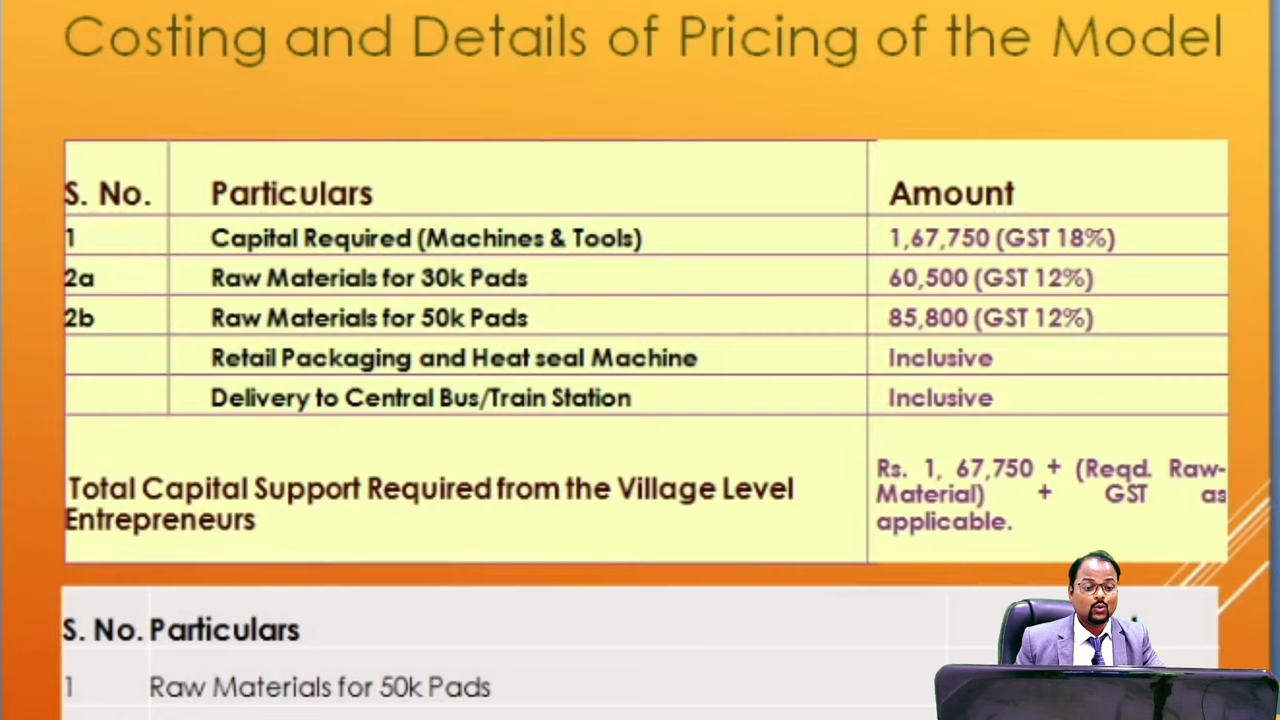 Costing and Details of Pricing of the Model
S. No. Particulars Amount
1 Capital Required (Machines & Tools) 1,67,750 (GST 18%)
2a Raw Materials for 30k Pads 60,500 (GST 12%)
2b Raw Materials for 50k Pads 85,800 (GST 12%)
Retail Packaging and Heat seal Machine Inclusive
Delivery to Central Bus/Train Station Inclusive
Total Capital Support Required from the Village Level
Entrepreneurs
Rs. 1, 67,750 + (Reqd. Raw-
Material) + GST as
applicable.
S. No. Particulars
1 Raw Materials for 50k Pads